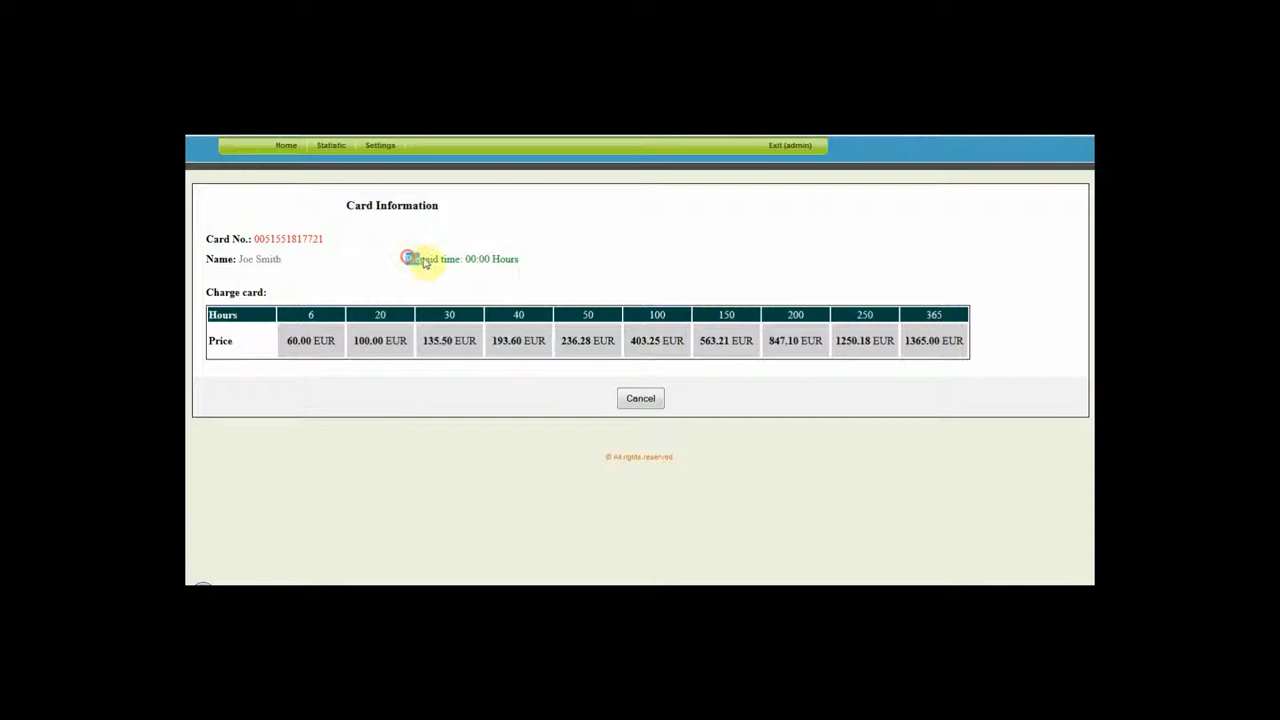 Home Statistic Settings Exit (admin)
Card Information
Card No.: 0051551817721
Name: Joe Smith time: 00:00 Hours
Charge card:
Hours 6 20 30 40 50 100 150 200 250 365
Price 60.00 EUR 100.00 EUR 135.50 EUR 193.60 EUR 236.28 EUR 403.25 EUR 563.21 EUR 847.10 EUR 1250.18 EUR 1365.00 EUR
Cancel
© All rights reserved